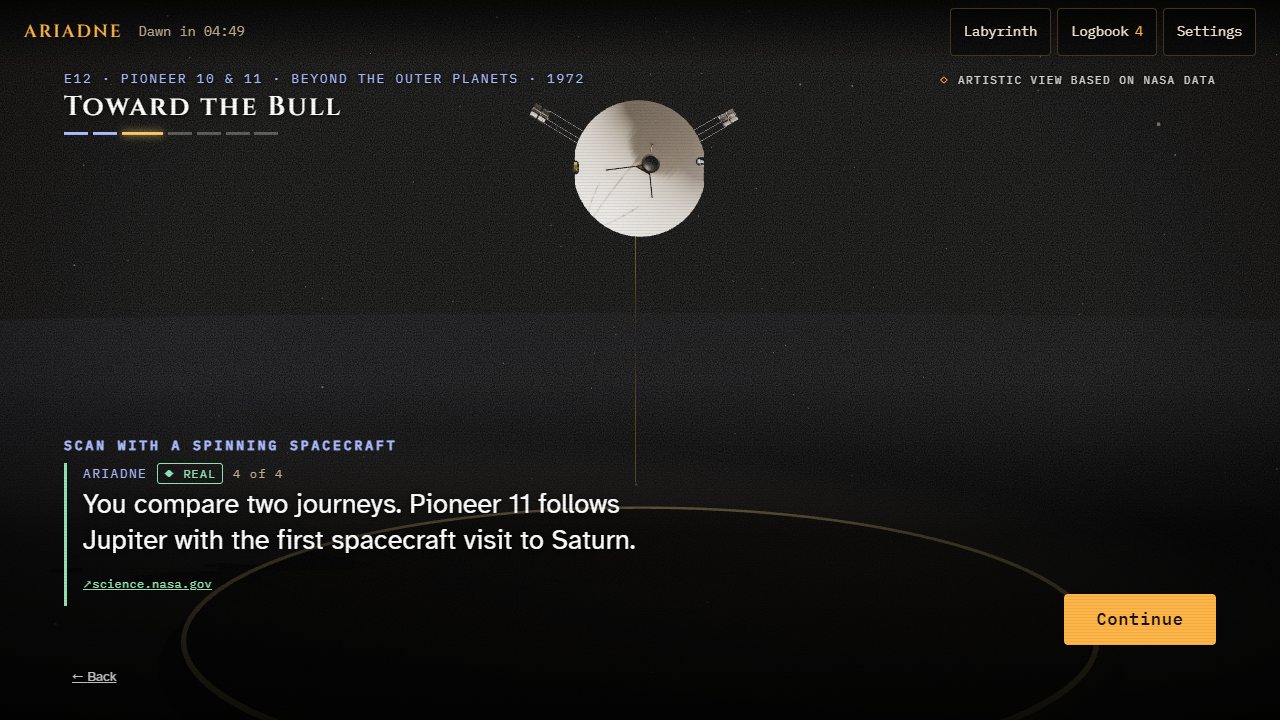 ARIADNE Dawn in 04:49 Labyrinth Logbook 4 Settings
E12 · PIONEER 10 & 11 · BEYOND THE OUTER PLANETS · 1972
◇ ARTISTIC VIEW BASED ON NASA DATA
Toward the Bull
SCAN WITH A SPINNING SPACECRAFT
ARIADNE ◆ REAL 4 of 4
You compare two journeys. Pioneer 11 follows
Jupiter with the first spacecraft visit to Saturn.
↗science.nasa.gov
Continue
← Back